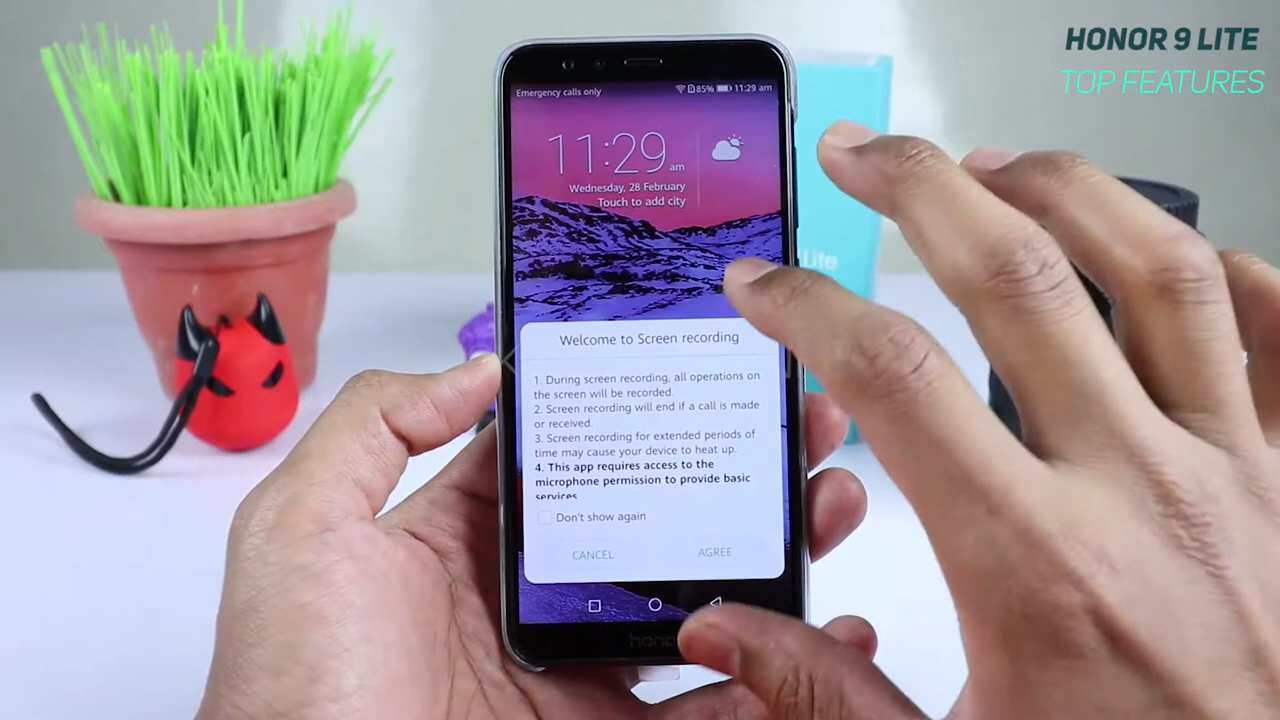 HONOR 9 LITE
TOP FEATURES
Emergency calls only
85%
11:29 am
11:29 am
Wednesday, 28 February
Touch to add city
Lite
Welcome to Screen recording
1. During screen recording, all operations on
the screen will be recorded.
2. Screen recording will end if a call is made
or received.
3. Screen recording for extended periods of
time may cause your device to heat up.
4. This app requires access to the
microphone permission to provide basic
services
Don't show again
CANCEL
AGREE